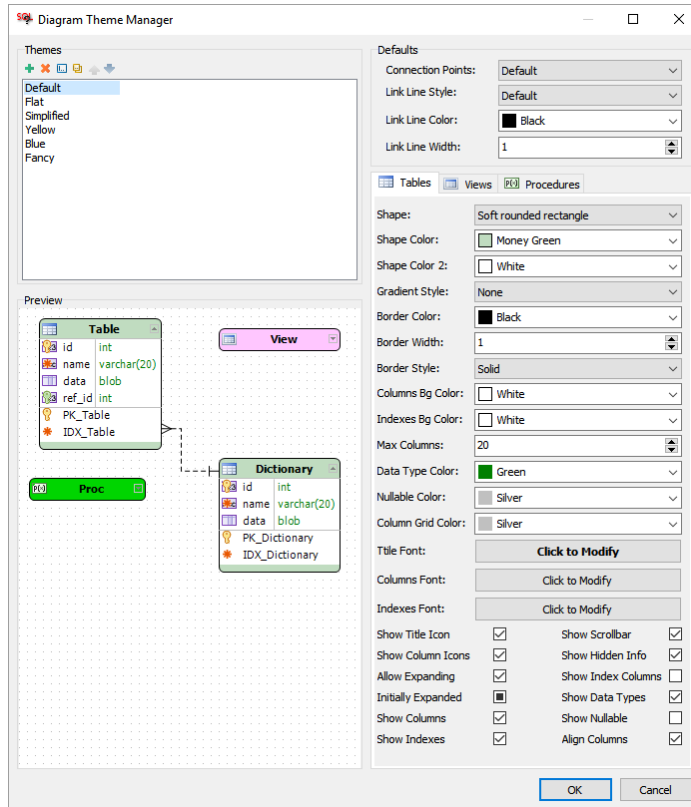 Diagram Theme Manager
Themes
Default
Flat
Simplified
Yellow
Blue
Fancy
Preview
Table
id int
name varchar(20)
data blob
ref_id int
PK_Table
IDX_Table
View
Proc
Dictionary
id int
name varchar(20)
data blob
PK_Dictionary
IDX_Dictionary
Defaults
Connection Points: Default
Link Line Style: Default
Link Line Color: Black
Link Line Width: 1
Tables Views Procedures
Shape: Soft rounded rectangle
Shape Color: Money Green
Shape Color 2: White
Gradient Style: None
Border Color: Black
Border Width: 1
Border Style: Solid
Columns Bg Color: White
Indexes Bg Color: White
Max Columns: 20
Data Type Color: Green
Nullable Color: Silver
Column Grid Color: Silver
Ttile Font: Click to Modify
Columns Font: Click to Modify
Indexes Font: Click to Modify
Show Title Icon Show Scrollbar
Show Column Icons Show Hidden Info
Allow Expanding Show Index Columns
Initially Expanded Show Data Types
Show Columns Show Nullable
Show Indexes Align Columns
OK Cancel